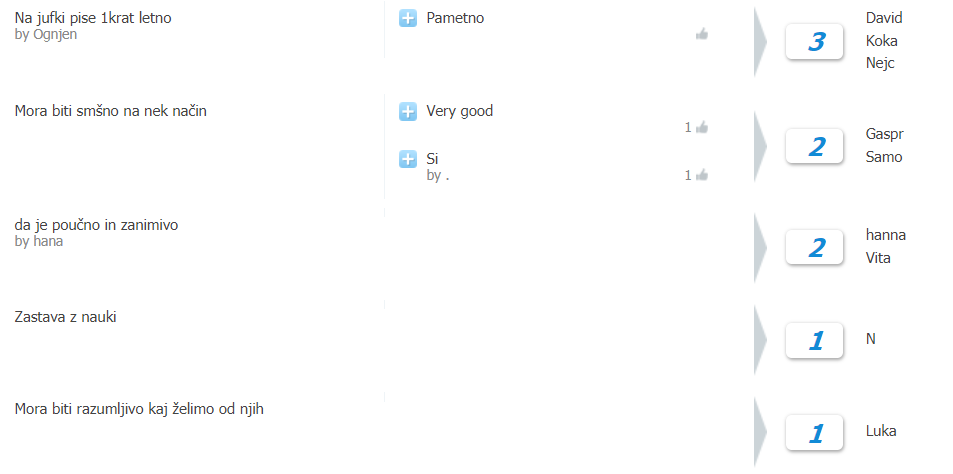 Na jufki pise 1krat letno
by Ognjen
Pametno
3
David
Koka
Nejc
Mora biti smšno na nek način
Very good
1
Si
by .
1
2
Gaspr
Samo
da je poučno in zanimivo
by hana
2
hanna
Vita
Zastava z nauki
1
N
Mora biti razumljivo kaj želimo od njih
1
Luka